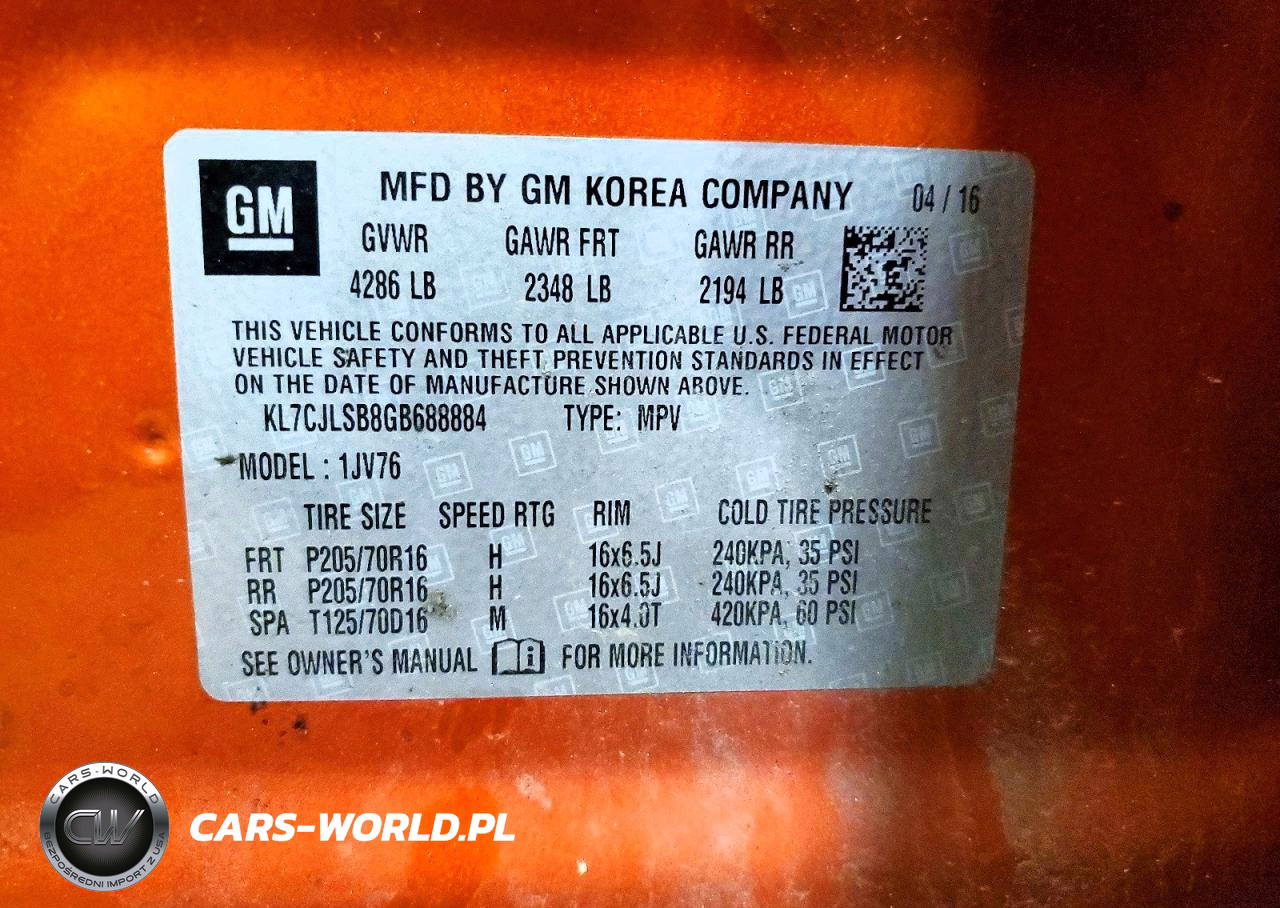 GM
MFD BY GM KOREA COMPANY 04 / 16
GVWR GAWR FRT GAWR RR
4286 LB 2348 LB 2194 LB
THIS VEHICLE CONFORMS TO ALL APPLICABLE U.S. FEDERAL MOTOR
VEHICLE SAFETY AND THEFT PREVENTION STANDARDS IN EFFECT
ON THE DATE OF MANUFACTURE SHOWN ABOVE.
KL7CJLSB8GB688884 TYPE: MPV
MODEL : 1JV76
TIRE SIZE SPEED RTG RIM COLD TIRE PRESSURE
FRT P205/70R16 H 16x6.5J 240KPA, 35 PSI
RR P205/70R16 H 16x6.5J 240KPA, 35 PSI
SPA T125/70D16 M 16x4.0T 420KPA, 60 PSI
SEE OWNER'S MANUAL i FOR MORE INFORMATION.
CARS-WORLD
CW
BEZPOŚREDNI IMPORT Z USA
CARS-WORLD.PL